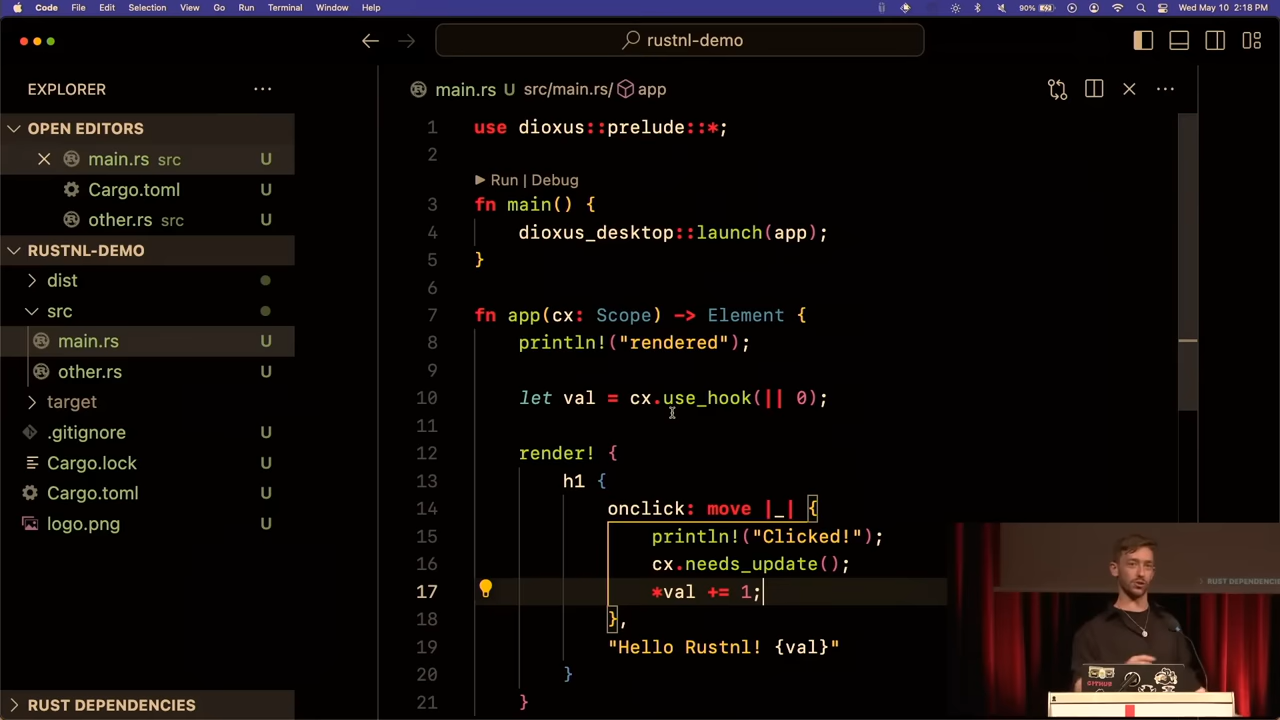 Code File Edit Selection View Go Run Terminal Window Help 90% Wed May 10 2:18 PM
rustnl-demo
EXPLORER
OPEN EDITORS
main.rs src U
Cargo.toml U
other.rs src U
RUSTNL-DEMO
dist
src
main.rs U
other.rs U
target
.gitignore U
Cargo.lock U
Cargo.toml U
logo.png U
RUST DEPENDENCIES
main.rs U src/main.rs/ app
1 use dioxus::prelude::*;
2
Run | Debug
3 fn main() {
4 dioxus_desktop::launch(app);
5 }
6
7 fn app(cx: Scope) -> Element {
8 println!("rendered");
9
10 let val = cx.use_hook(|| 0);
11
12 render! {
13 h1 {
14 onclick: move |_| {
15 println!("Clicked!");
16 cx.needs_update();
17 *val += 1;
18 },
19 "Hello Rustnl! {val}"
20 }
21 }
RUST DEPENDENCIES
GITHUB